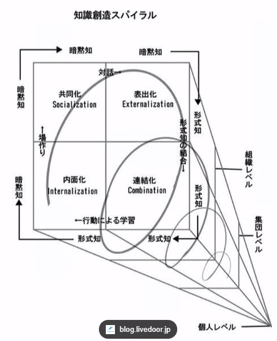 知識創造スパイラル
暗黙知
暗黙知
対話→
暗黙知
共同化
Socialization
表出化
Externalization
形式知
↑場作り
形式知の結合→
組織レベル
暗黙知
内面化
Internalization
連結化
Combination
形式知
←行動による学習
集団レベル
形式知
形式知
個人レベル
blog.livedoor.jp